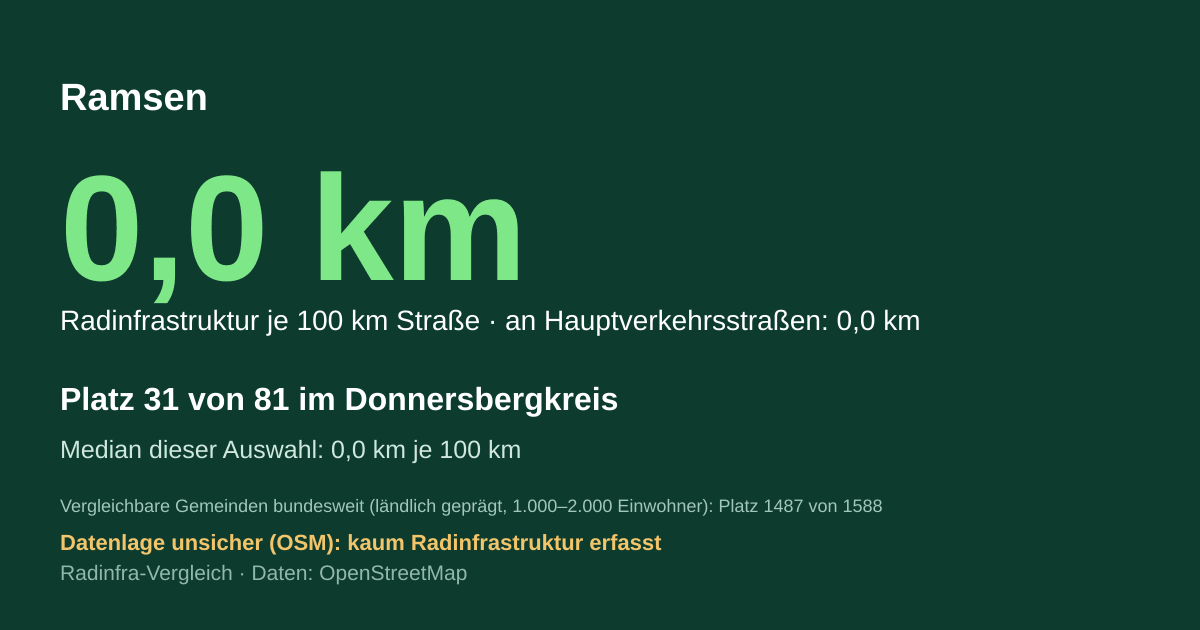 Ramsen
0,0 km
Radinfrastruktur je 100 km Straße · an Hauptverkehrsstraßen: 0,0 km
Platz 31 von 81 im Donnersbergkreis
Median dieser Auswahl: 0,0 km je 100 km
Vergleichbare Gemeinden bundesweit (ländlich geprägt, 1.000–2.000 Einwohner): Platz 1487 von 1588
Datenlage unsicher (OSM): kaum Radinfrastruktur erfasst
Radinfra-Vergleich · Daten: OpenStreetMap